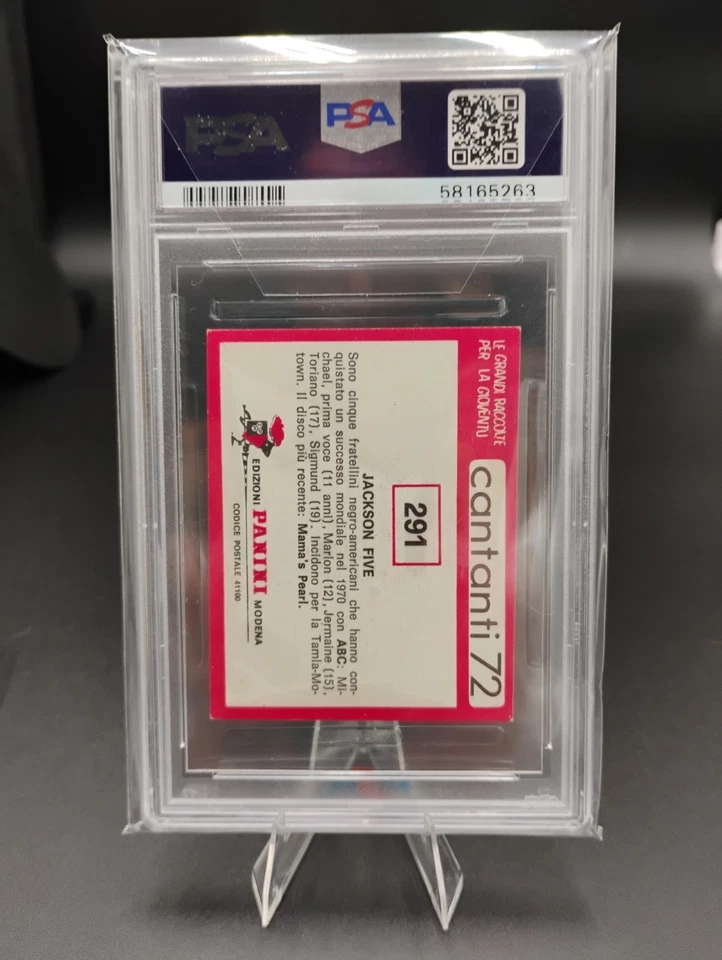 PSA
PSA
58165263
LE GRANDI RACCOLTE
PER LA GIOVENTÙ
cantanti 72
291
JACKSON FIVE
Sono cinque fratellini negro-americani che hanno con-
quistato un successo mondiale nel 1970 con ABC: Mi-
chael, prima voce (11 anni), Marlon (12), Jermaine (15),
Toriano (17), Sigmund (19). Incidono per la Tamla-Mo-
town. Il disco più recente: Mama's Pearl.
EDIZIONI PANINI MODENA
CODICE POSTALE 41100